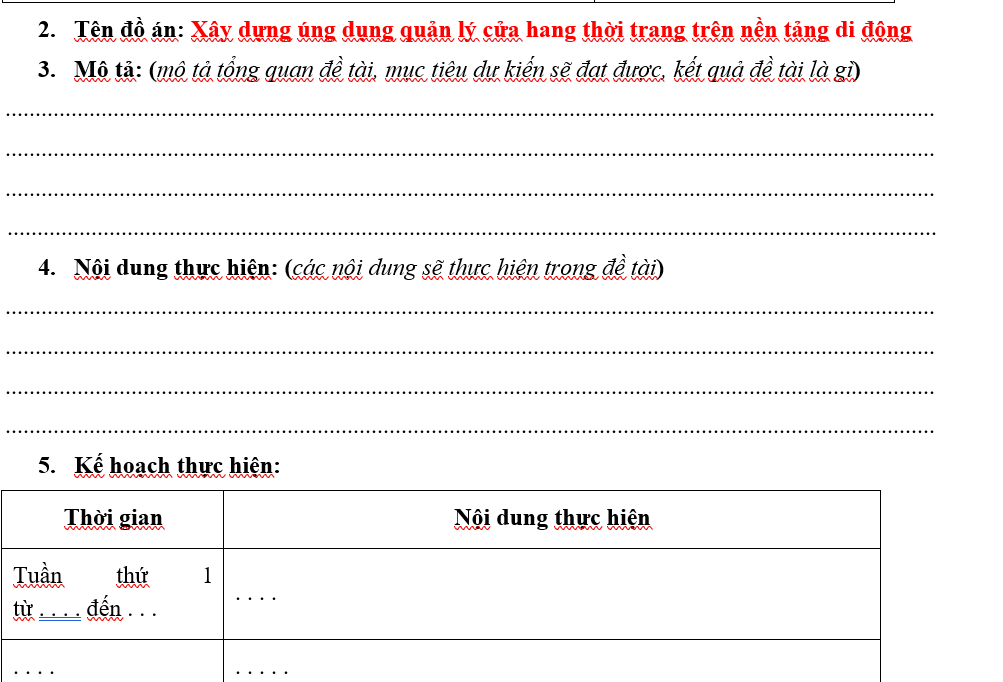 2. Tên đồ án: Xây dựng úng dụng quản lý cửa hang thời trang trên nền tảng di động
3. Mô tả: (mô tả tổng quan đề tài, mục tiêu dự kiến sẽ đạt được, kết quả đề tài là gì)
4. Nội dung thực hiện: (các nội dung sẽ thực hiện trong đề tài)
5. Kế hoạch thực hiện:
Thời gian Nội dung thực hiện
Tuần thứ 1
từ . . . . đến . . .
. . . .
. . . . . . . . .